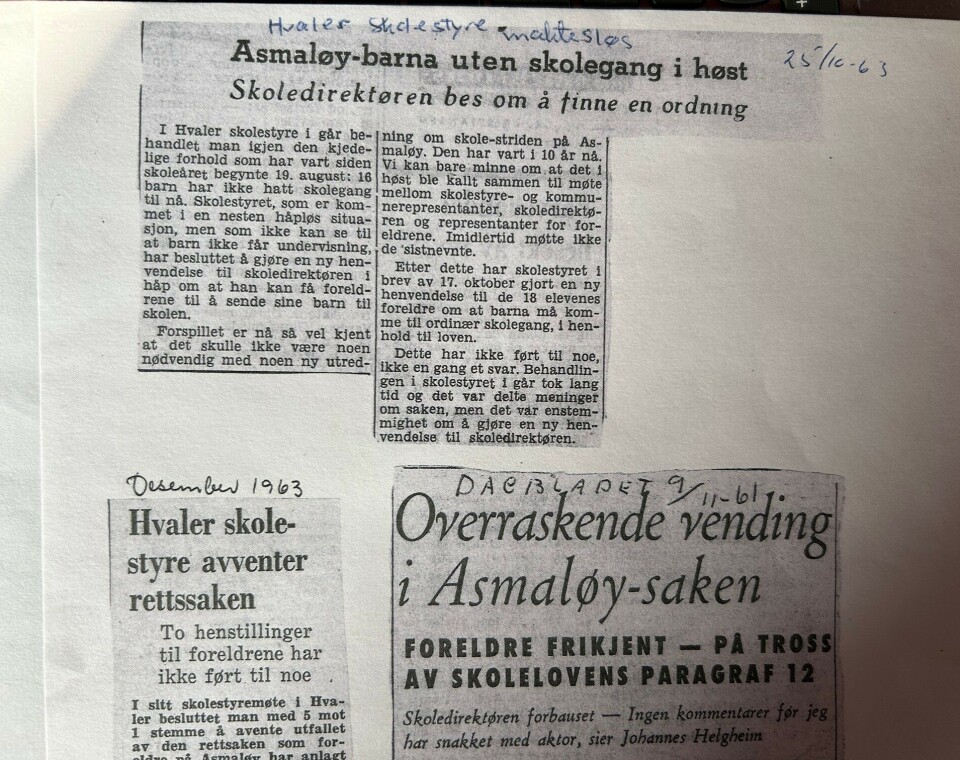 Hvaler skolestyre maktesløs
Asmaløy-barna uten skolegang i høst
25/10-63
Skoledirektøren bes om å finne en ordning
I Hvaler skolestyre i går be-
handlet man igjen den kjede-
lige forhold som har vart siden
skoleåret begynte 19. august: 16
barn har ikke hatt skolegang
til nå. Skolestyret, som er kom-
met i en nesten håpløs situa-
sjon, men som ikke kan se til
at barn ikke får undervisning,
har besluttet å gjøre en ny hen-
vendelse til skoledirektøren i
håp om at han kan få foreld-
rene til å sende sine barn til
skolen.
Forspillet er nå så vel kjent
at det skulle ikke være noen
nødvendig med noen ny utred-
ning om skole-striden på As-
maløy. Den har vart i 10 år nå.
Vi kan bare minne om at det i
høst ble kallt sammen til møte
mellom skolestyre- og kommu-
nerepresentanter, skoledirektø-
ren og representanter for for-
eldrene. Imidlertid møtte ikke
de sistnevnte.
Etter dette har skolestyret i
brev av 17. oktober gjort en ny
henvendelse til de 18 elevenes
foreldre om at barna må kom-
me til ordinær skolegang, i hen-
hold til loven.
Dette har ikke ført til noe,
ikke en gang et svar. Behandlin-
gen i skolestyret i går tok lang
tid og det var delte meninger
om saken, men det var enstem-
mighet om å gjøre en ny hen-
vendelse til skoledirektøren.
Desember 1963
Hvaler skole-
styre avventer
rettssaken
To henstillinger
til foreldrene har
ikke ført til noe
I sitt skolestyremøte i Hva-
ler besluttet man med 5 mot
1 stemme å avente utfallet
av den rettsaken som for-
eldre på Asmaløy har anlagt
DAGBLADET 9/11-61
Overraskende vending
i Asmaløy-saken
FORELDRE FRIKJENT — PÅ TROSS
AV SKOLELOVENS PARAGRAF 12
Skoledirektøren forbauset — Ingen kommentarer før jeg
har snakket med aktor, sier Johannes Helgheim